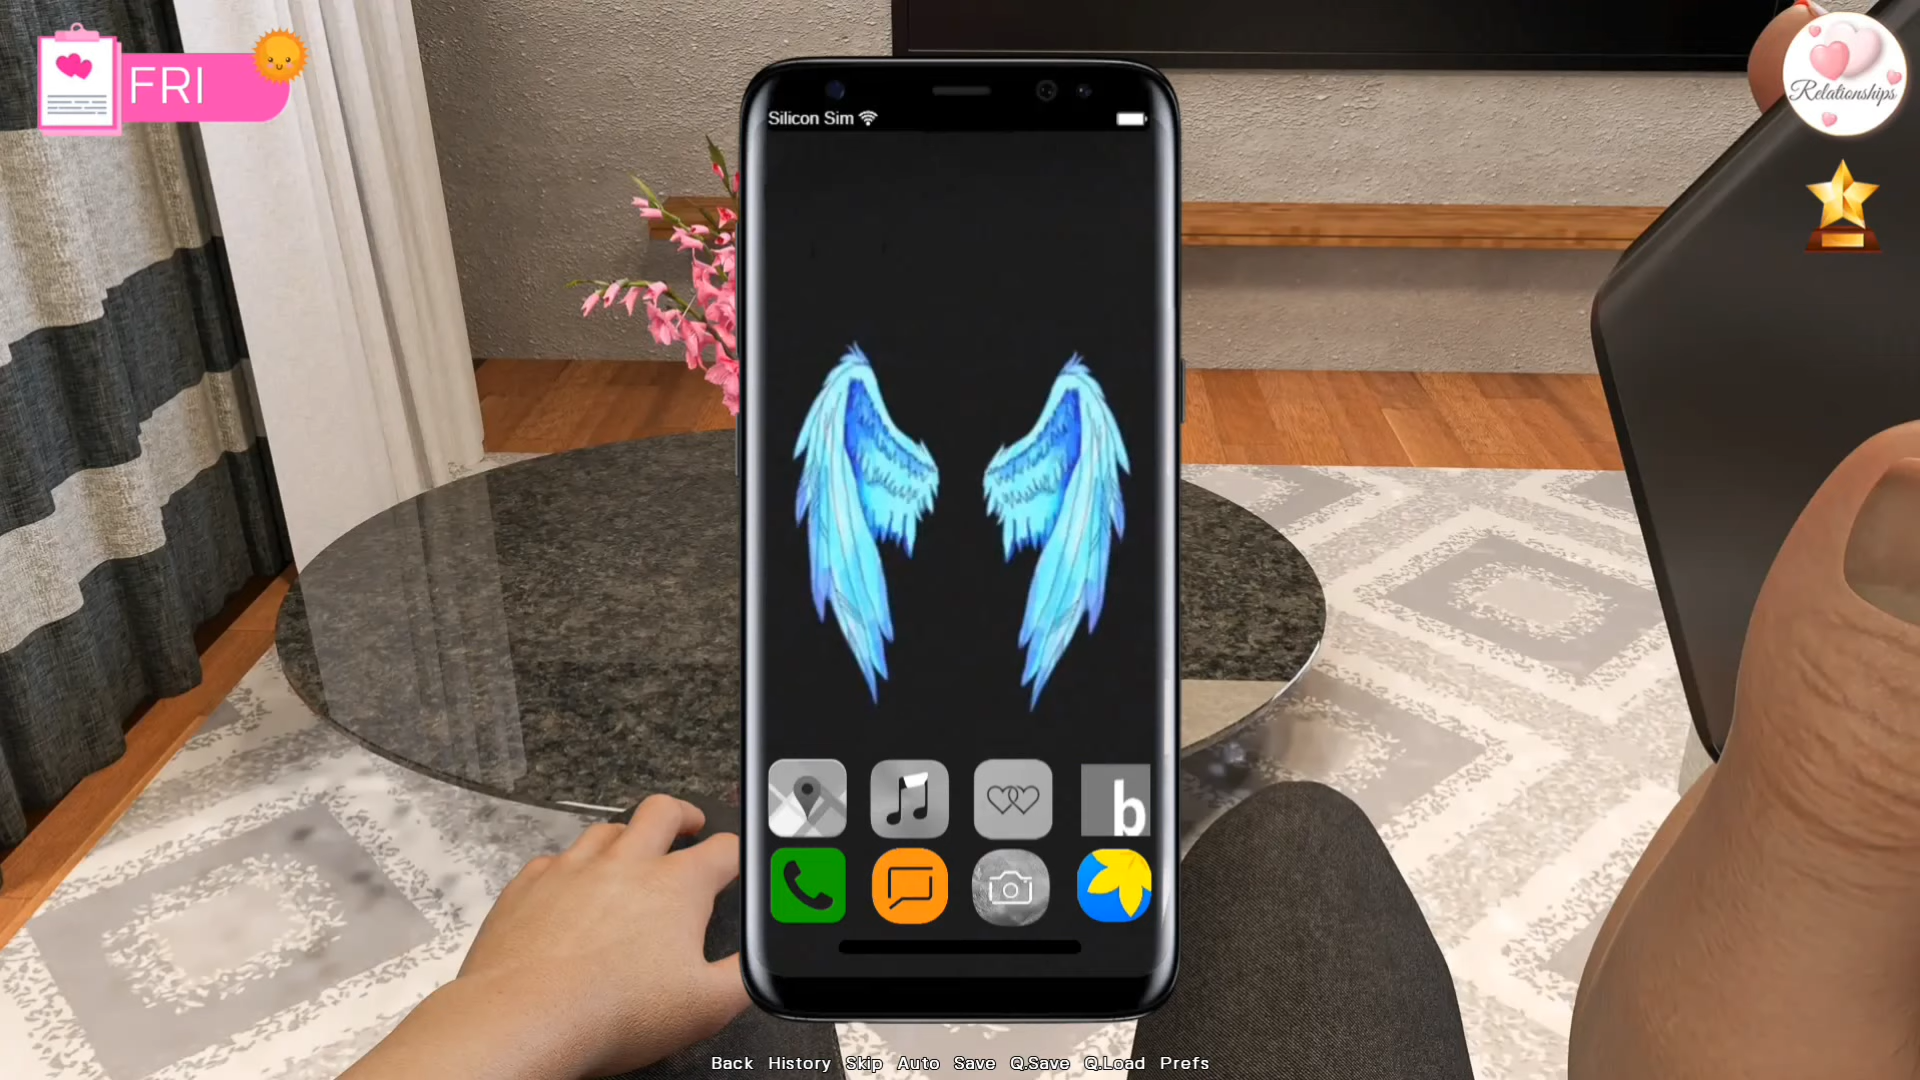 FRI
Relationships
Silicon Sim
b
Back History Skip Auto Save Q.Save Q.Load Prefs